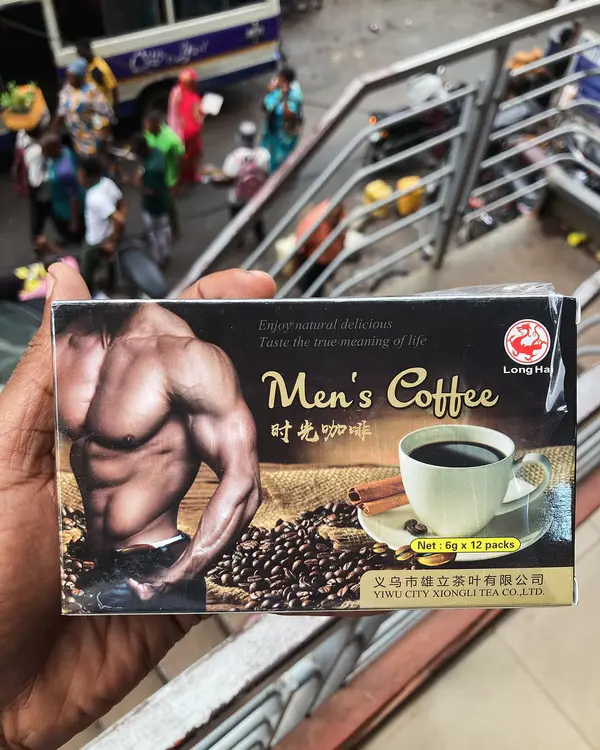 Enjoy natural delicious
Taste the true meaning of life
Men's Coffee
时光咖啡
Long Hai
Net : 6g x 12 packs
义乌市雄立茶叶有限公司
YIWU CITY XIONGLI TEA CO.,LTD.